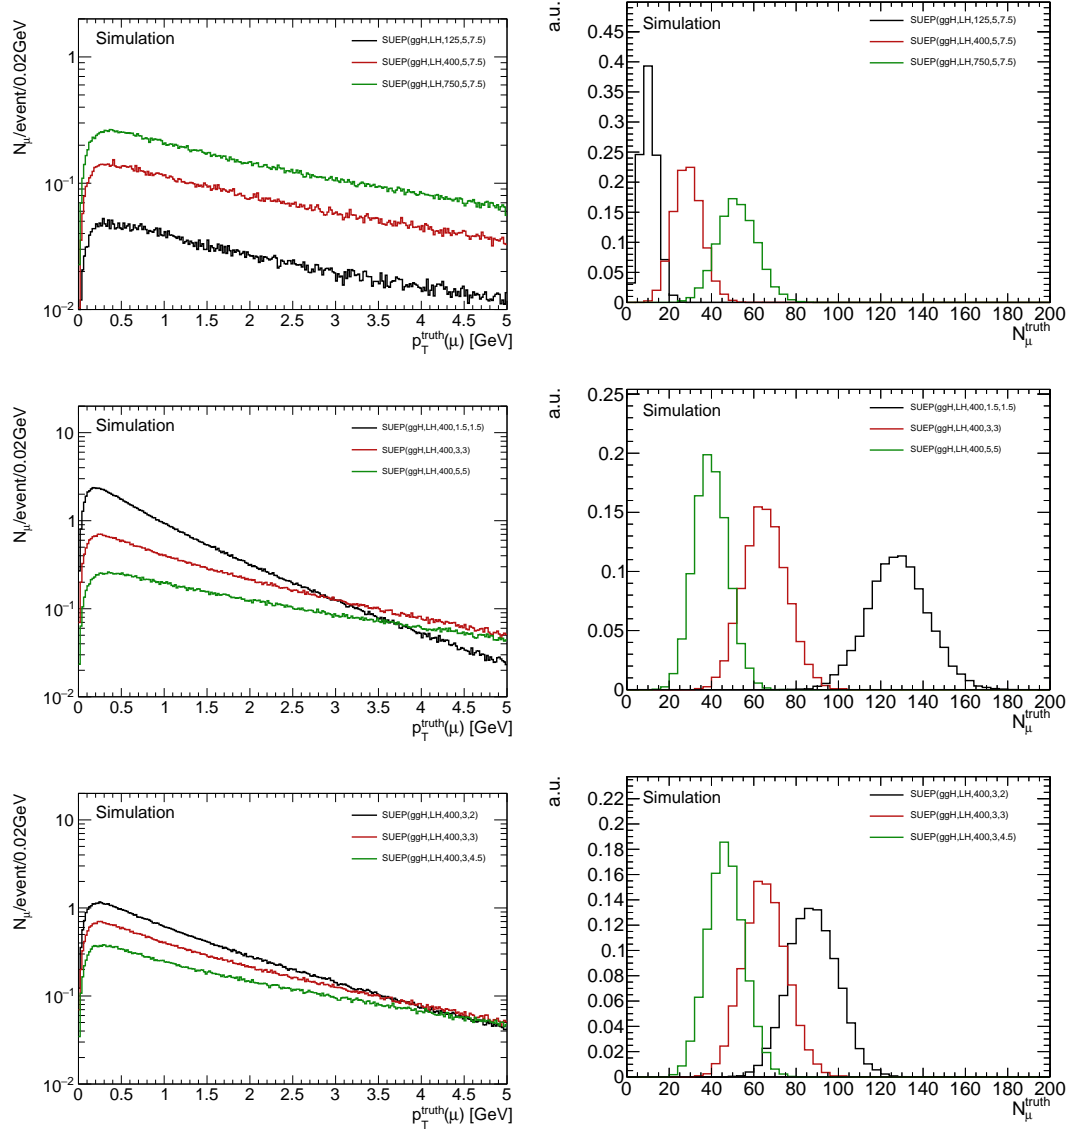 Simulation
SUEP(ggH,LH,125,5,7.5)
SUEP(ggH,LH,400,5,7.5)
SUEP(ggH,LH,750,5,7.5)
N_μ/event/0.02GeV
1
10⁻¹
10⁻²
0 0.5 1 1.5 2 2.5 3 3.5 4 4.5 5
p_T^truth(μ) [GeV]
Simulation
SUEP(ggH,LH,125,5,7.5)
SUEP(ggH,LH,400,5,7.5)
SUEP(ggH,LH,750,5,7.5)
a.u.
0.45
0.4
0.35
0.3
0.25
0.2
0.15
0.1
0.05
0
0 20 40 60 80 100 120 140 160 180 200
N_μ^truth
Simulation
SUEP(ggH,LH,400,1.5,1.5)
SUEP(ggH,LH,400,3,3)
SUEP(ggH,LH,400,5,5)
N_μ/event/0.02GeV
10
1
10⁻¹
10⁻²
0 0.5 1 1.5 2 2.5 3 3.5 4 4.5 5
p_T^truth(μ) [GeV]
Simulation
SUEP(ggH,LH,400,1.5,1.5)
SUEP(ggH,LH,400,3,3)
SUEP(ggH,LH,400,5,5)
a.u.
0.25
0.2
0.15
0.1
0.05
0
0 20 40 60 80 100 120 140 160 180 200
N_μ^truth
Simulation
SUEP(ggH,LH,400,3,2)
SUEP(ggH,LH,400,3,3)
SUEP(ggH,LH,400,3,4.5)
N_μ/event/0.02GeV
10
1
10⁻¹
10⁻²
0 0.5 1 1.5 2 2.5 3 3.5 4 4.5 5
p_T^truth(μ) [GeV]
Simulation
SUEP(ggH,LH,400,3,2)
SUEP(ggH,LH,400,3,3)
SUEP(ggH,LH,400,3,4.5)
a.u.
0.22
0.2
0.18
0.16
0.14
0.12
0.1
0.08
0.06
0.04
0.02
0
0 20 40 60 80 100 120 140 160 180 200
N_μ^truth